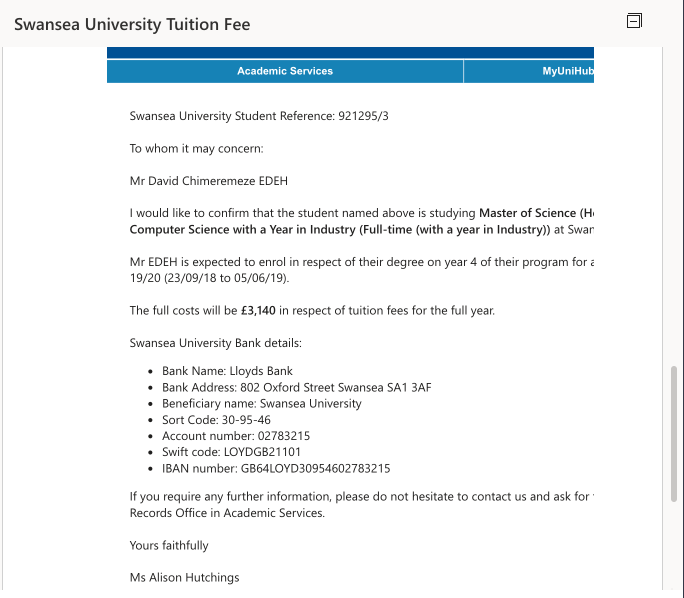 Swansea University Tuition Fee
Academic Services
MyUniHub
Swansea University Student Reference: 921295/3
To whom it may concern:
Mr David Chimeremeze EDEH
I would like to confirm that the student named above is studying Master of Science (H
Computer Science with a Year in Industry (Full-time (with a year in Industry)) at Swan
Mr EDEH is expected to enrol in respect of their degree on year 4 of their program for a
19/20 (23/09/18 to 05/06/19).
The full costs will be £3,140 in respect of tuition fees for the full year.
Swansea University Bank details:
• Bank Name: Lloyds Bank
• Bank Address: 802 Oxford Street Swansea SA1 3AF
• Beneficiary name: Swansea University
• Sort Code: 30-95-46
• Account number: 02783215
• Swift code: LOYDGB21101
• IBAN number: GB64LOYD30954602783215
If you require any further information, please do not hesitate to contact us and ask for
Records Office in Academic Services.
Yours faithfully
Ms Alison Hutchings